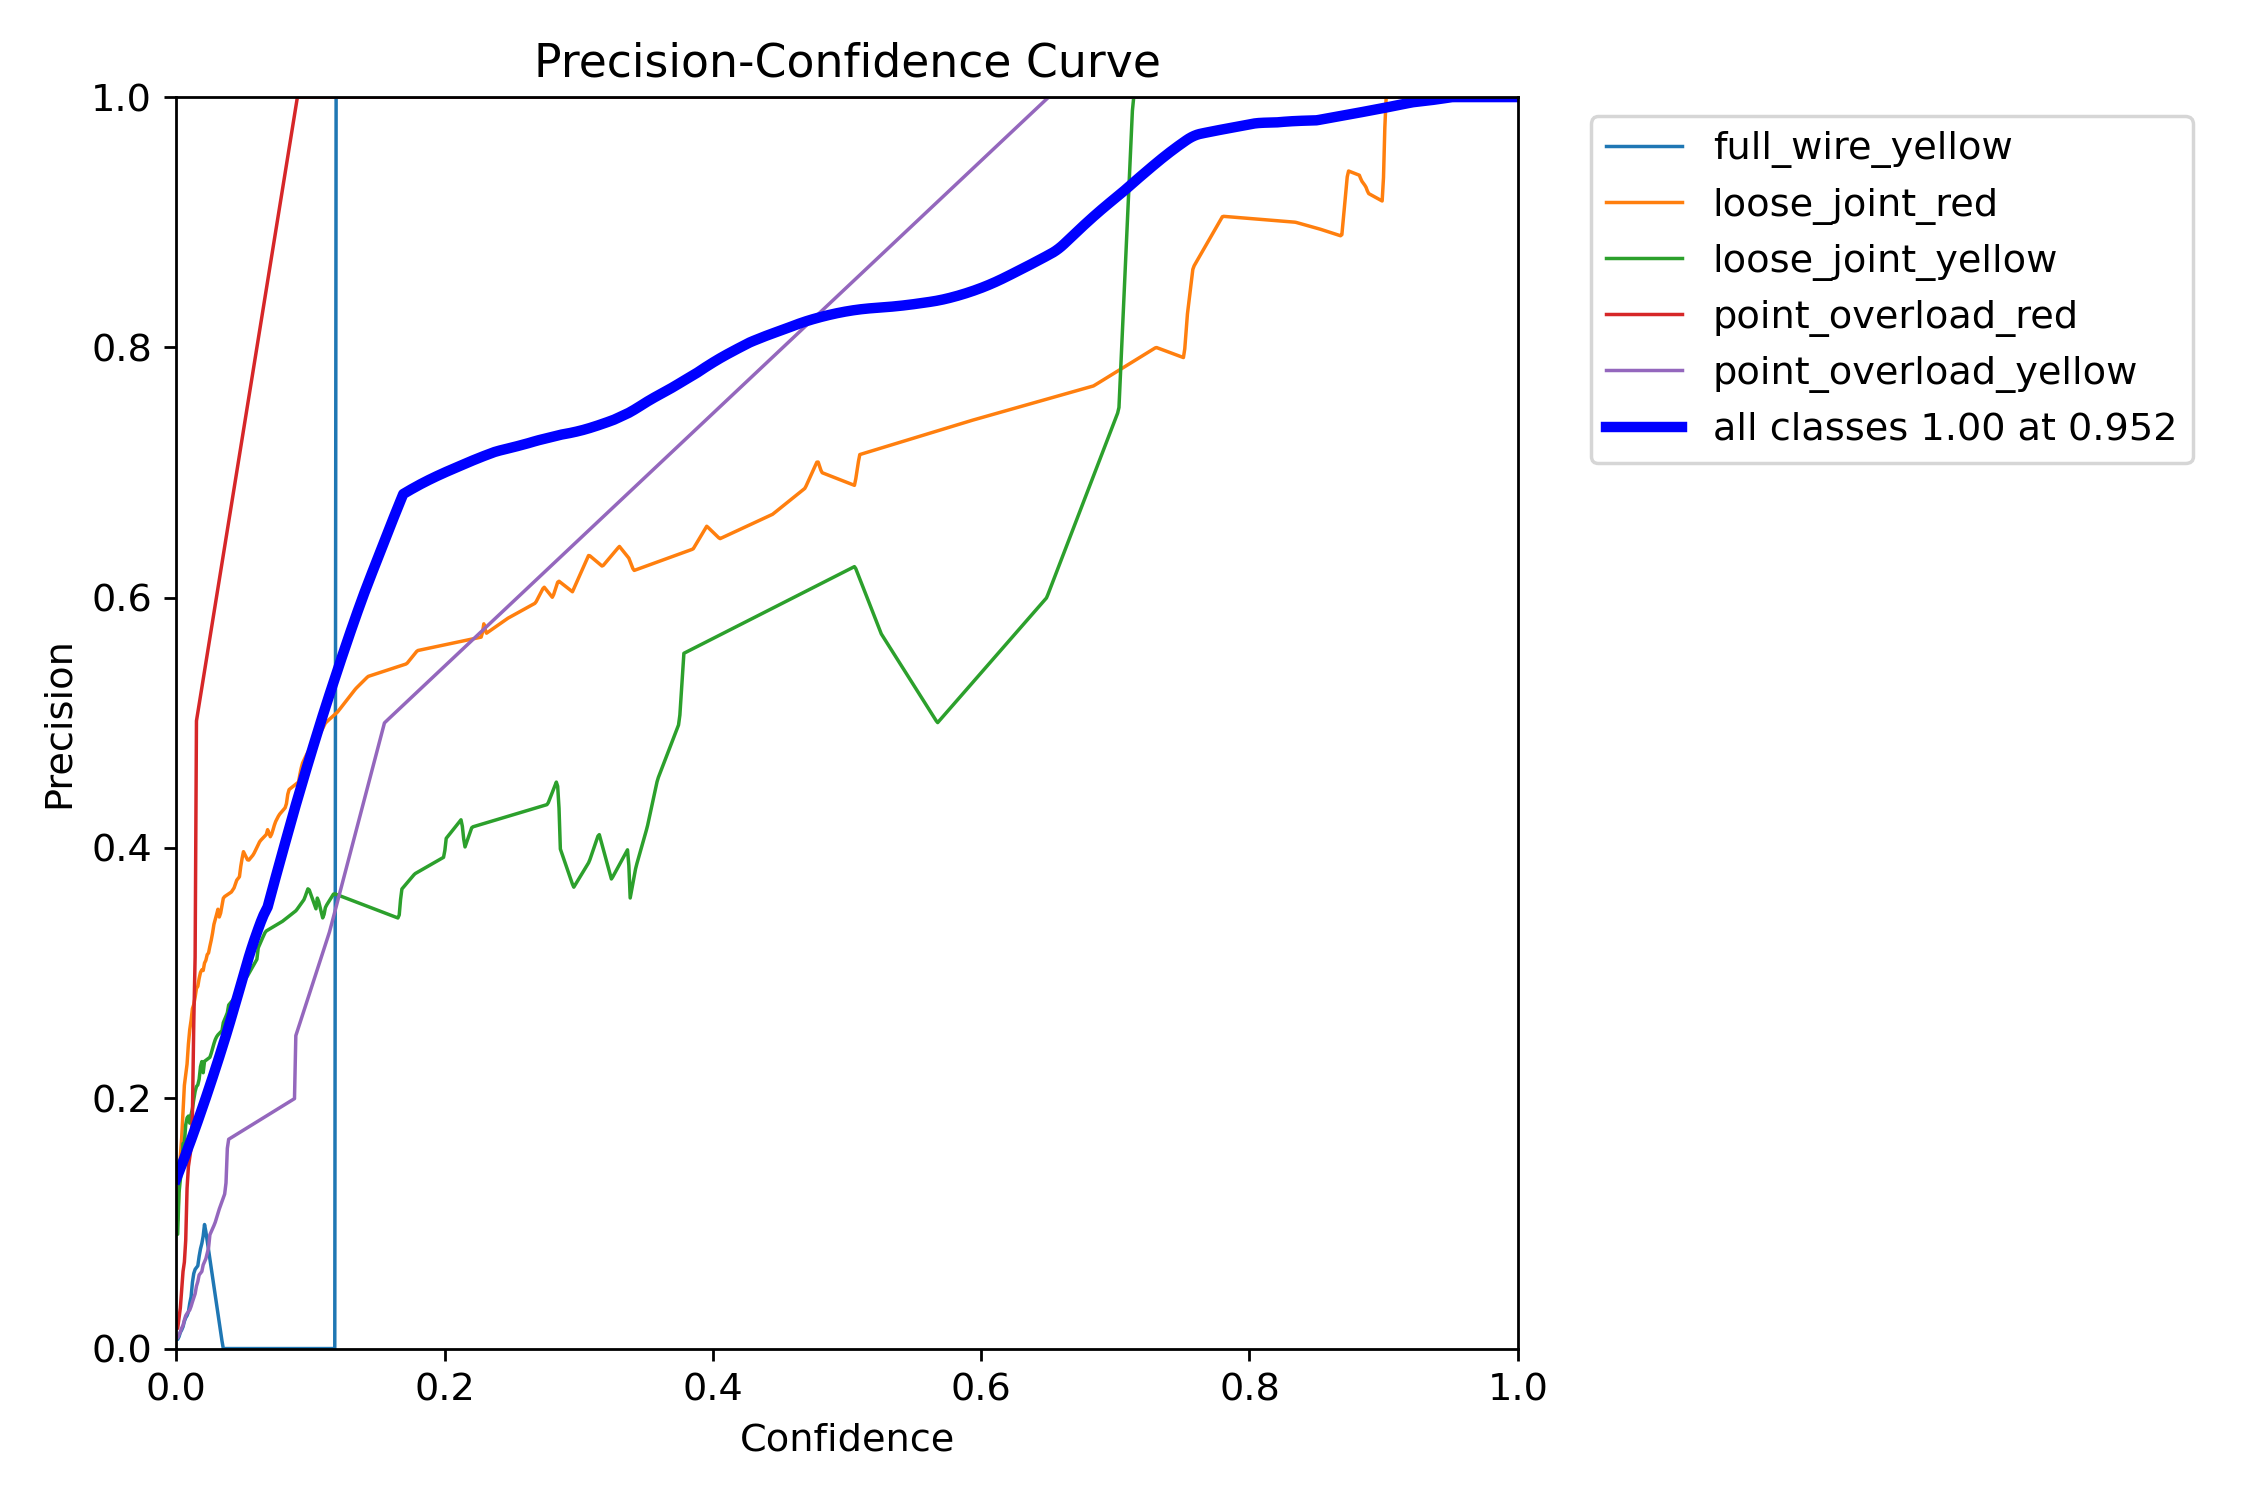 Precision-Confidence Curve
1.0
0.8
0.6
0.4
0.2
0.0
Precision
0.0 0.2 0.4 0.6 0.8 1.0
Confidence
full_wire_yellow
loose_joint_red
loose_joint_yellow
point_overload_red
point_overload_yellow
all classes 1.00 at 0.952